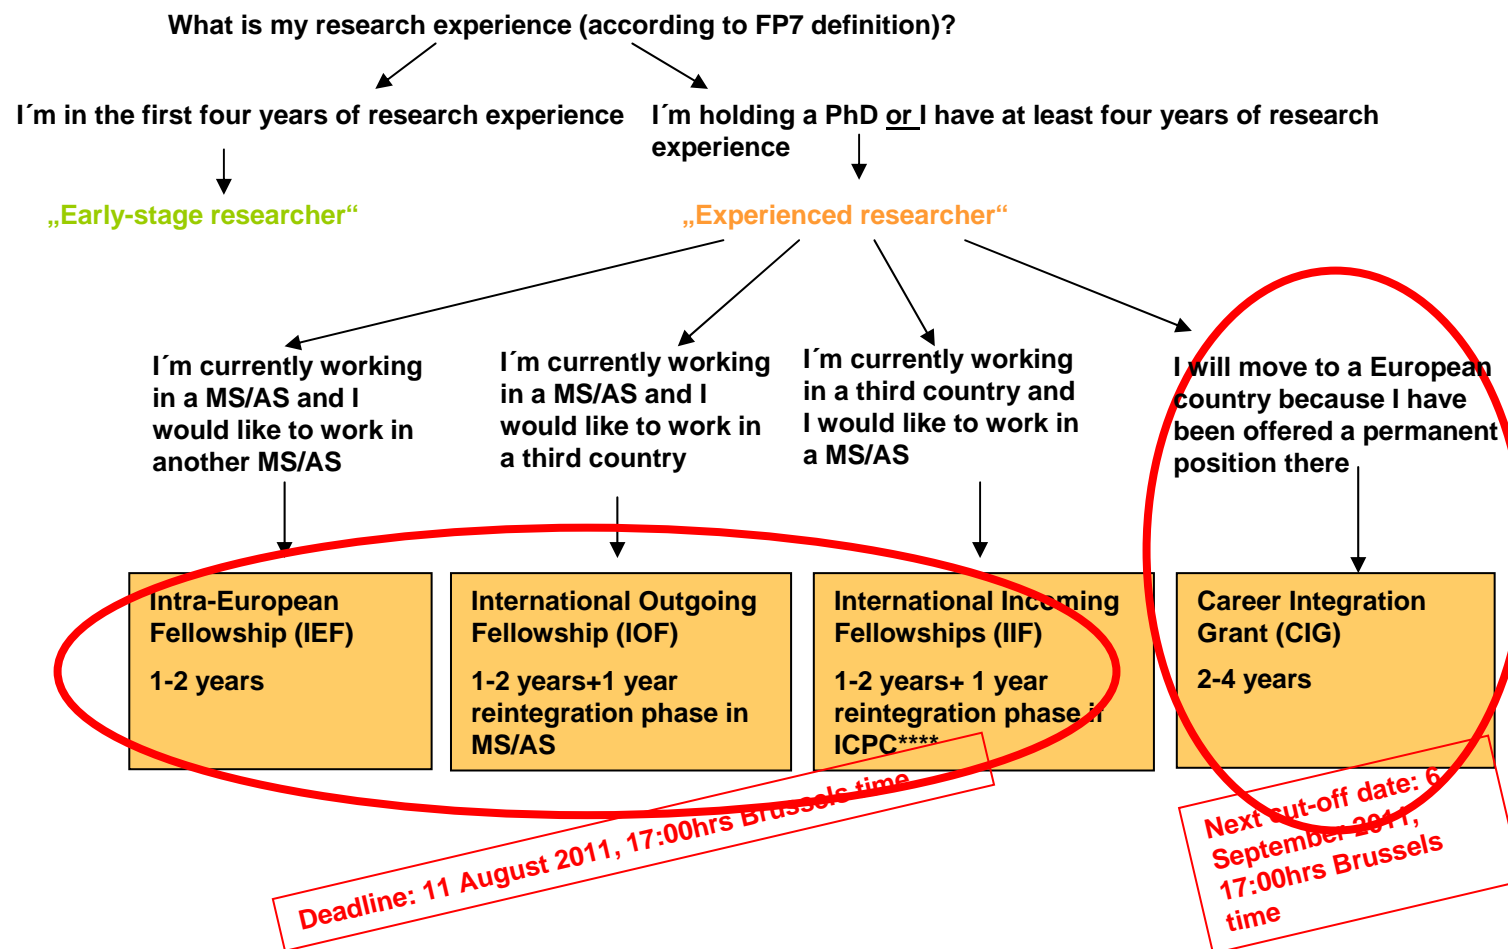 What is my research experience (according to FP7 definition)?
I´m in the first four years of research experience
I´m holding a PhD or I have at least four years of research
experience
„Early-stage researcher“
„Experienced researcher“
I´m currently working
in a MS/AS and I
would like to work in
another MS/AS
I´m currently working
in a MS/AS and I
would like to work in
a third country
I´m currently working
in a third country and
I would like to work in
a MS/AS
I will move to a European
country because I have
been offered a permanent
position there
Intra-European
Fellowship (IEF)
1-2 years
International Outgoing
Fellowship (IOF)
1-2 years+1 year
reintegration phase in
MS/AS
International Incoming
Fellowships (IIF)
1-2 years+ 1 year
reintegration phase if
ICPC****
Career Integration
Grant (CIG)
2-4 years
Deadline: 11 August 2011, 17:00hrs Brussels time
Next cut-off date: 6
September 2011,
17:00hrs Brussels
time